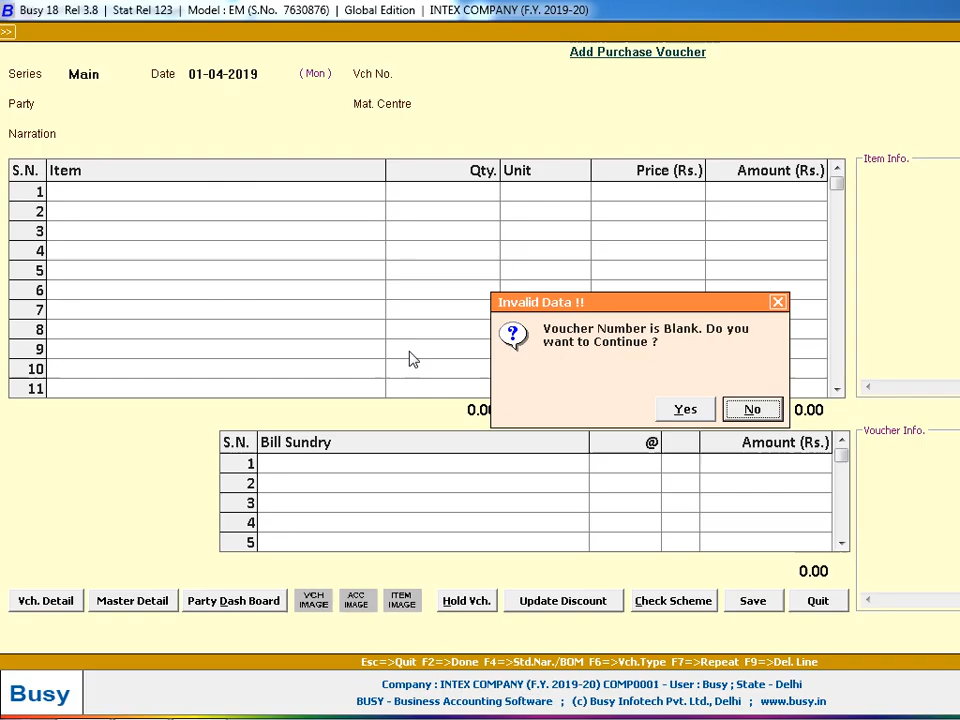 Busy 18 Rel 3.8 | Stat Rel 123 | Model : EM (S.No. 7630876) | Global Edition | INTEX COMPANY (F.Y. 2019-20)
>>
Add Purchase Voucher
Series Main Date 01-04-2019 ( Mon ) Vch No.
Party Mat. Centre
Narration
S.N. Item Qty. Unit Price (Rs.) Amount (Rs.)
Item Info.
1
2
3
4
5
6
7
8
9
10
11
Invalid Data !!
Voucher Number is Blank. Do you
want to Continue ?
Yes No
0.00 0.00
S.N. Bill Sundry @ Amount (Rs.)
Voucher Info.
1
2
3
4
5
0.00
Vch. Detail Master Detail Party Dash Board VCH IMAGE ACC IMAGE ITEM IMAGE Hold Vch. Update Discount Check Scheme Save Quit
Esc=>Quit F2=>Done F4=>Std.Nar./BOM F6=>Vch.Type F7=>Repeat F9=>Del. Line
Busy
Company : INTEX COMPANY (F.Y. 2019-20) COMP0001 - User : Busy ; State - Delhi
BUSY - Business Accounting Software ; (c) Busy Infotech Pvt. Ltd., Delhi ; www.busy.in